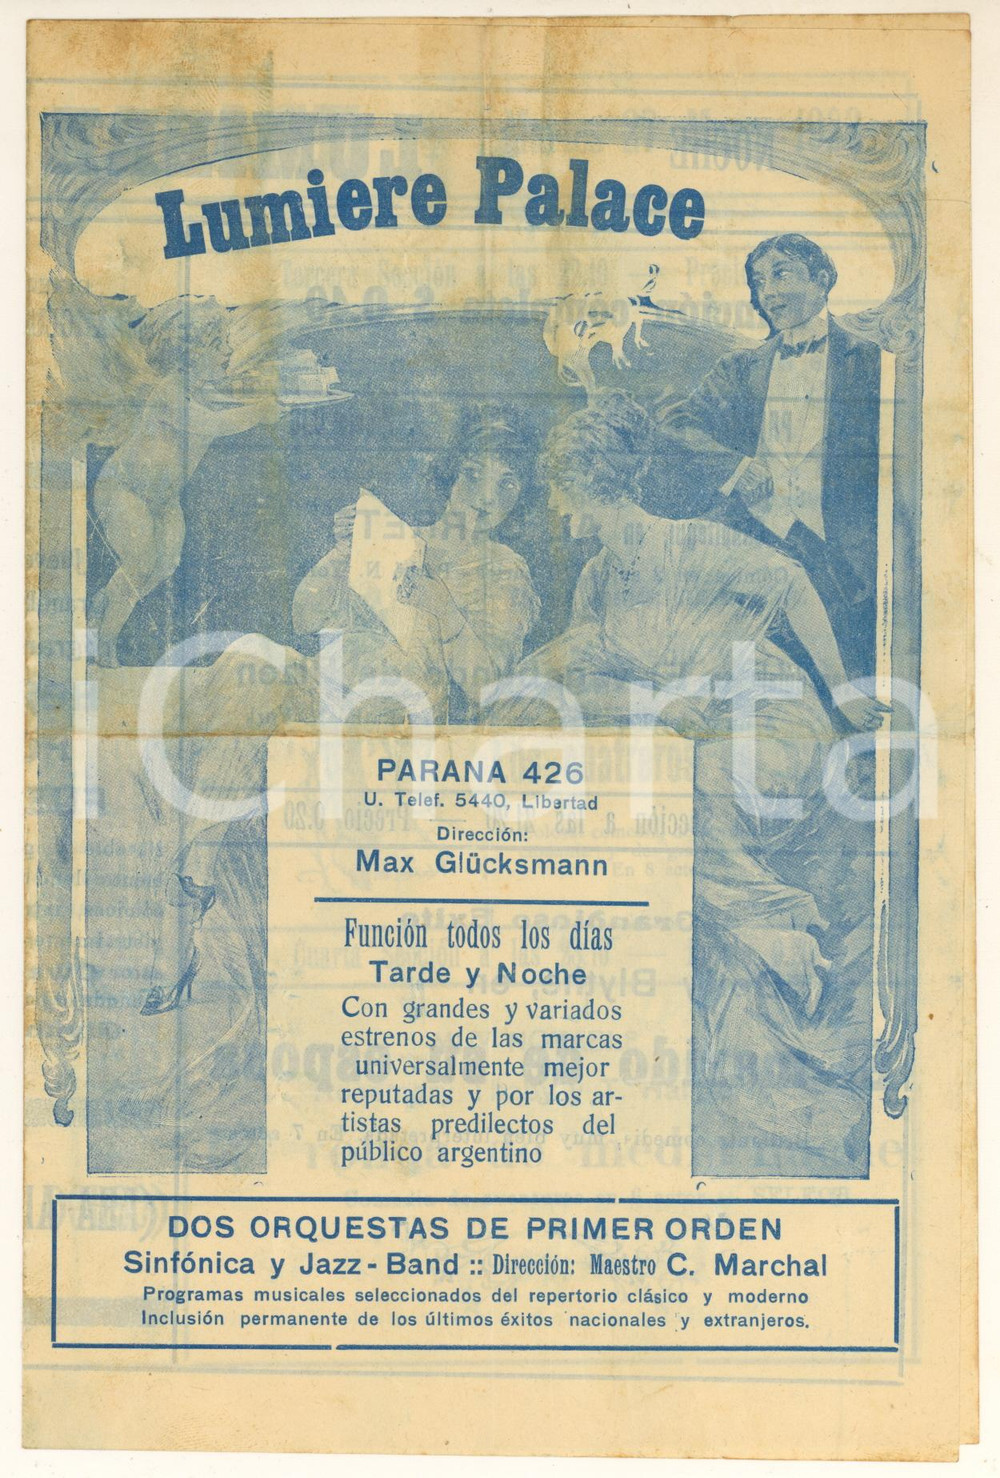 Lumiere Palace
PARANA 426
U. Telef. 5440, Libertad
Dirección:
Max Glücksmann
Función todos los días
Tarde y Noche
Con grandes y variados
estrenos de las marcas
universalmente mejor
reputadas y por los ar-
tistas predilectos del
público argentino
DOS ORQUESTAS DE PRIMER ORDEN
Sinfónica y Jazz-Band :: Dirección: Maestro C. Marchal
Programas musicales seleccionados del repertorio clásico y moderno
Inclusión permanente de los últimos éxitos nacionales y extranjeros.
iCharta